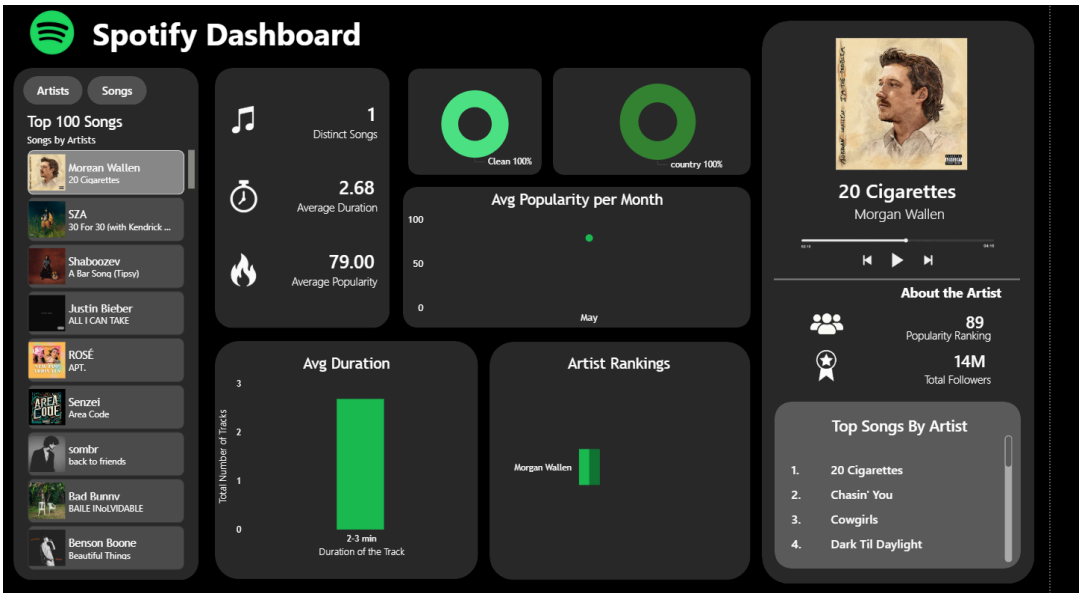 Spotify Dashboard
Artists
Songs
Top 100 Songs
Songs by Artists
Morgan Wallen
20 Cigarettes
SZA
30 For 30 (with Kendrick ...
Shaboozey
A Bar Song (Tipsy)
Justin Bieber
ALL I CAN TAKE
ROSÉ
APT.
Senzei
Area Code
sombr
back to friends
Bad Bunny
BAILE INoLVIDABLE
Benson Boone
Beautiful Things
AREA
CODE
1
Distinct Songs
2.68
Average Duration
79.00
Average Popularity
Clean 100%
country 100%
Avg Popularity per Month
100
50
0
May
Avg Duration
Total Number of Tracks
3
2
1
0
2-3 min
Duration of the Track
Artist Rankings
Morgan Wallen
20 Cigarettes
Morgan Wallen
About the Artist
89
Popularity Ranking
14M
Total Followers
Top Songs By Artist
1. 20 Cigarettes
2. Chasin' You
3. Cowgirls
4. Dark Til Daylight